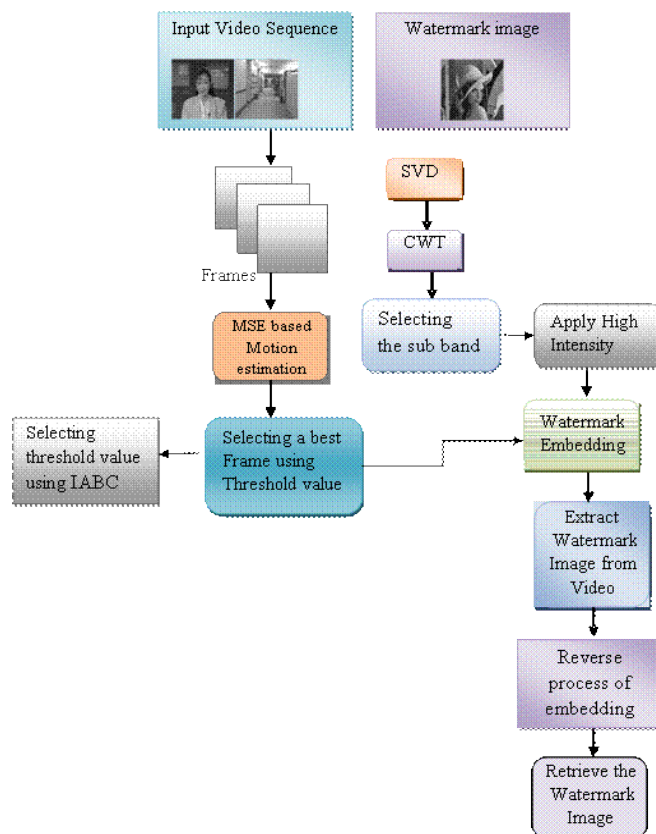 Input Video Sequence
Watermark image
SVD
CWT
Frames
MSE based
Motion
estimation
Selecting
the sub band
Apply High
Intensity
Selecting
threshold value
using IABC
Selecting a best
Frame using
Threshold value
Watermark
Embedding
Extract
Watermark
Image from
Video
Reverse
process of
embedding
Retrieve the
Watermark
Image